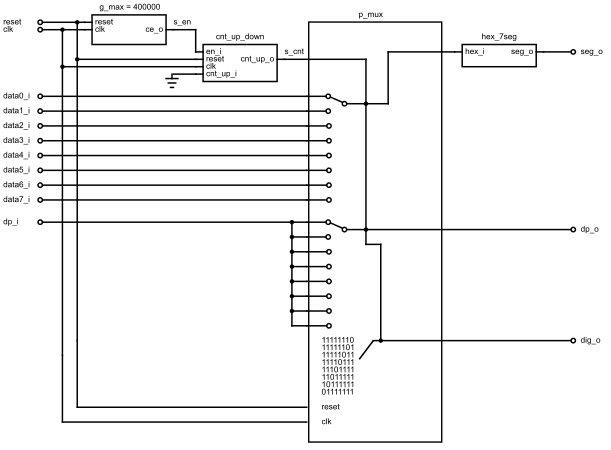 g_max = 400000
p_mux
reset
clk
reset
clk
ce_o
s_en
cnt_up_down
en_i
reset
clk
cnt_up_i
cnt_up_o
s_cnt
hex_7seg
hex_i
seg_o
seg_o
data0_i
data1_i
data2_i
data3_i
data4_i
data5_i
data6_i
data7_i
dp_i
dp_o
11111110
11111101
11111011
11110111
11101111
11011111
10111111
01111111
dig_o
reset
clk